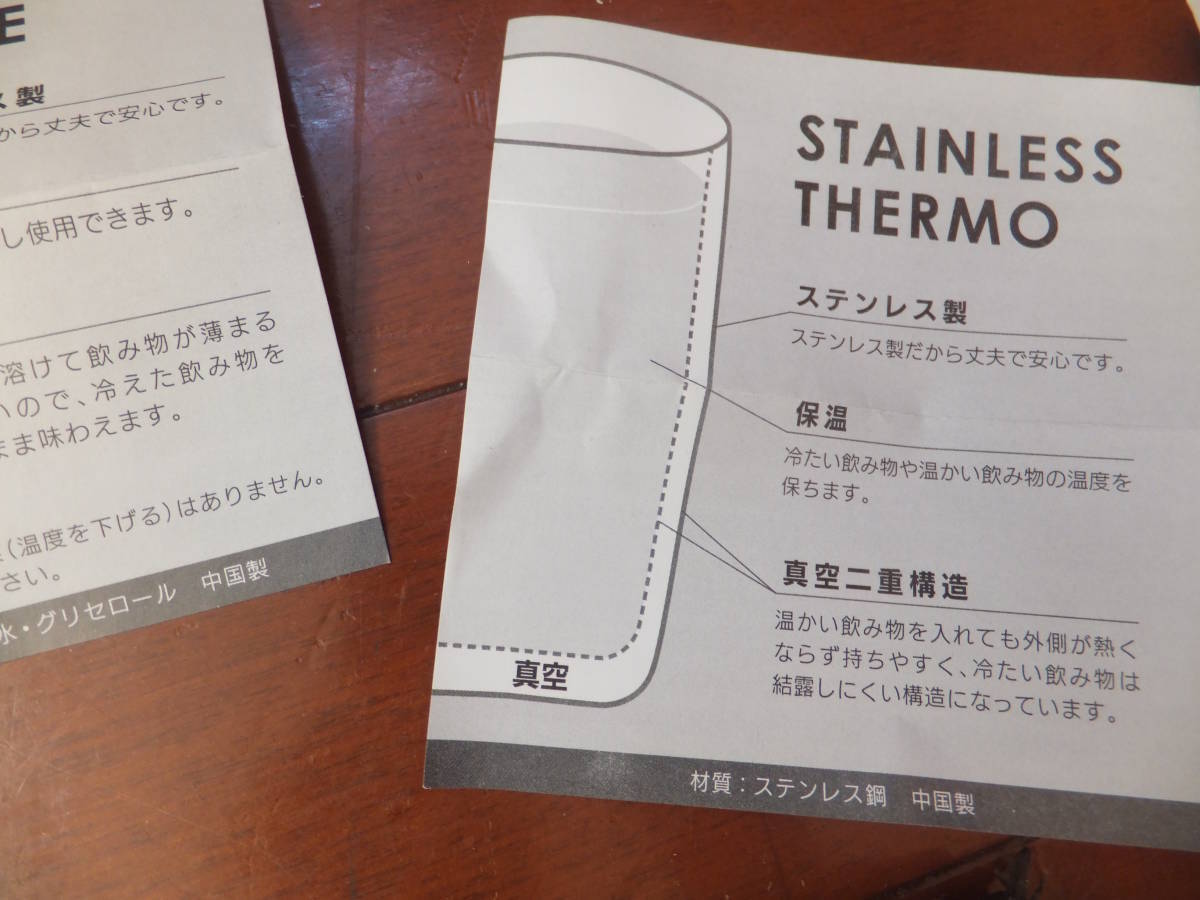 E
ス製
から丈夫で安心です。
し使用できます。
溶けて飲み物が薄まる
いので、冷えた飲み物を
まま味わえます。
(温度を下げる)はありません。
さい。
水・グリセロール 中国製
STAINLESS
THERMO
ステンレス製
ステンレス製だから丈夫で安心です。
保温
冷たい飲み物や温かい飲み物の温度を
保ちます。
真空二重構造
温かい飲み物を入れても外側が熱く
ならず持ちやすく、冷たい飲み物は
結露しにくい構造になっています。
真空
材質:ステンレス鋼 中国製